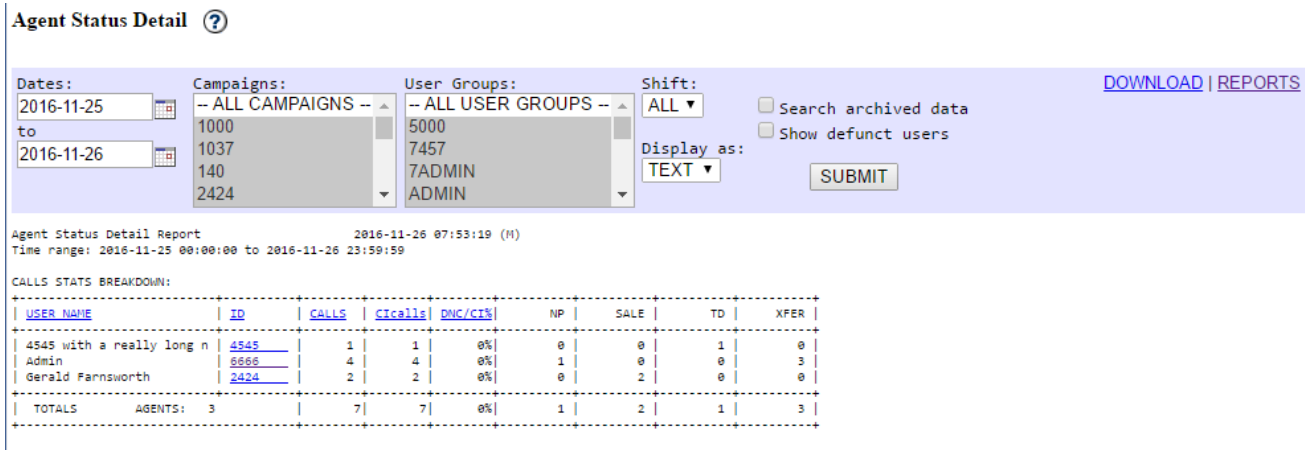 Agent Status Detail ?
Dates: Campaigns: User Groups: Shift: DOWNLOAD | REPORTS
2016-11-25 -- ALL CAMPAIGNS -- -- ALL USER GROUPS -- ALL Search archived data
to 1000 5000 Show defunct users
2016-11-26 1037 7457 Display as:
140 7ADMIN TEXT SUBMIT
2424 ADMIN
Agent Status Detail Report 2016-11-26 07:53:19 (M)
Time range: 2016-11-25 00:00:00 to 2016-11-26 23:59:59
CALLS STATS BREAKDOWN:
+--------------------------+----------+-------+-------+-------+----------+----------+----------+----------+
| USER NAME | ID | CALLS | CIcalls| DNC/CI%| NP | SALE | TD | XFER |
+--------------------------+----------+-------+-------+-------+----------+----------+----------+----------+
| 4545 with a really long n | 4545 | 1 | 1 | 0%| 0 | 0 | 1 | 0 |
| Admin | 6666 | 4 | 4 | 0%| 1 | 0 | 0 | 3 |
| Gerald Farnsworth | 2424 | 2 | 2 | 0%| 0 | 2 | 0 | 0 |
+--------------------------+----------+-------+-------+-------+----------+----------+----------+----------+
| TOTALS AGENTS: 3 | 7| 7| 0%| 1 | 2 | 1 | 3 |
+--------------------------+----------+-------+-------+-------+----------+----------+----------+----------+